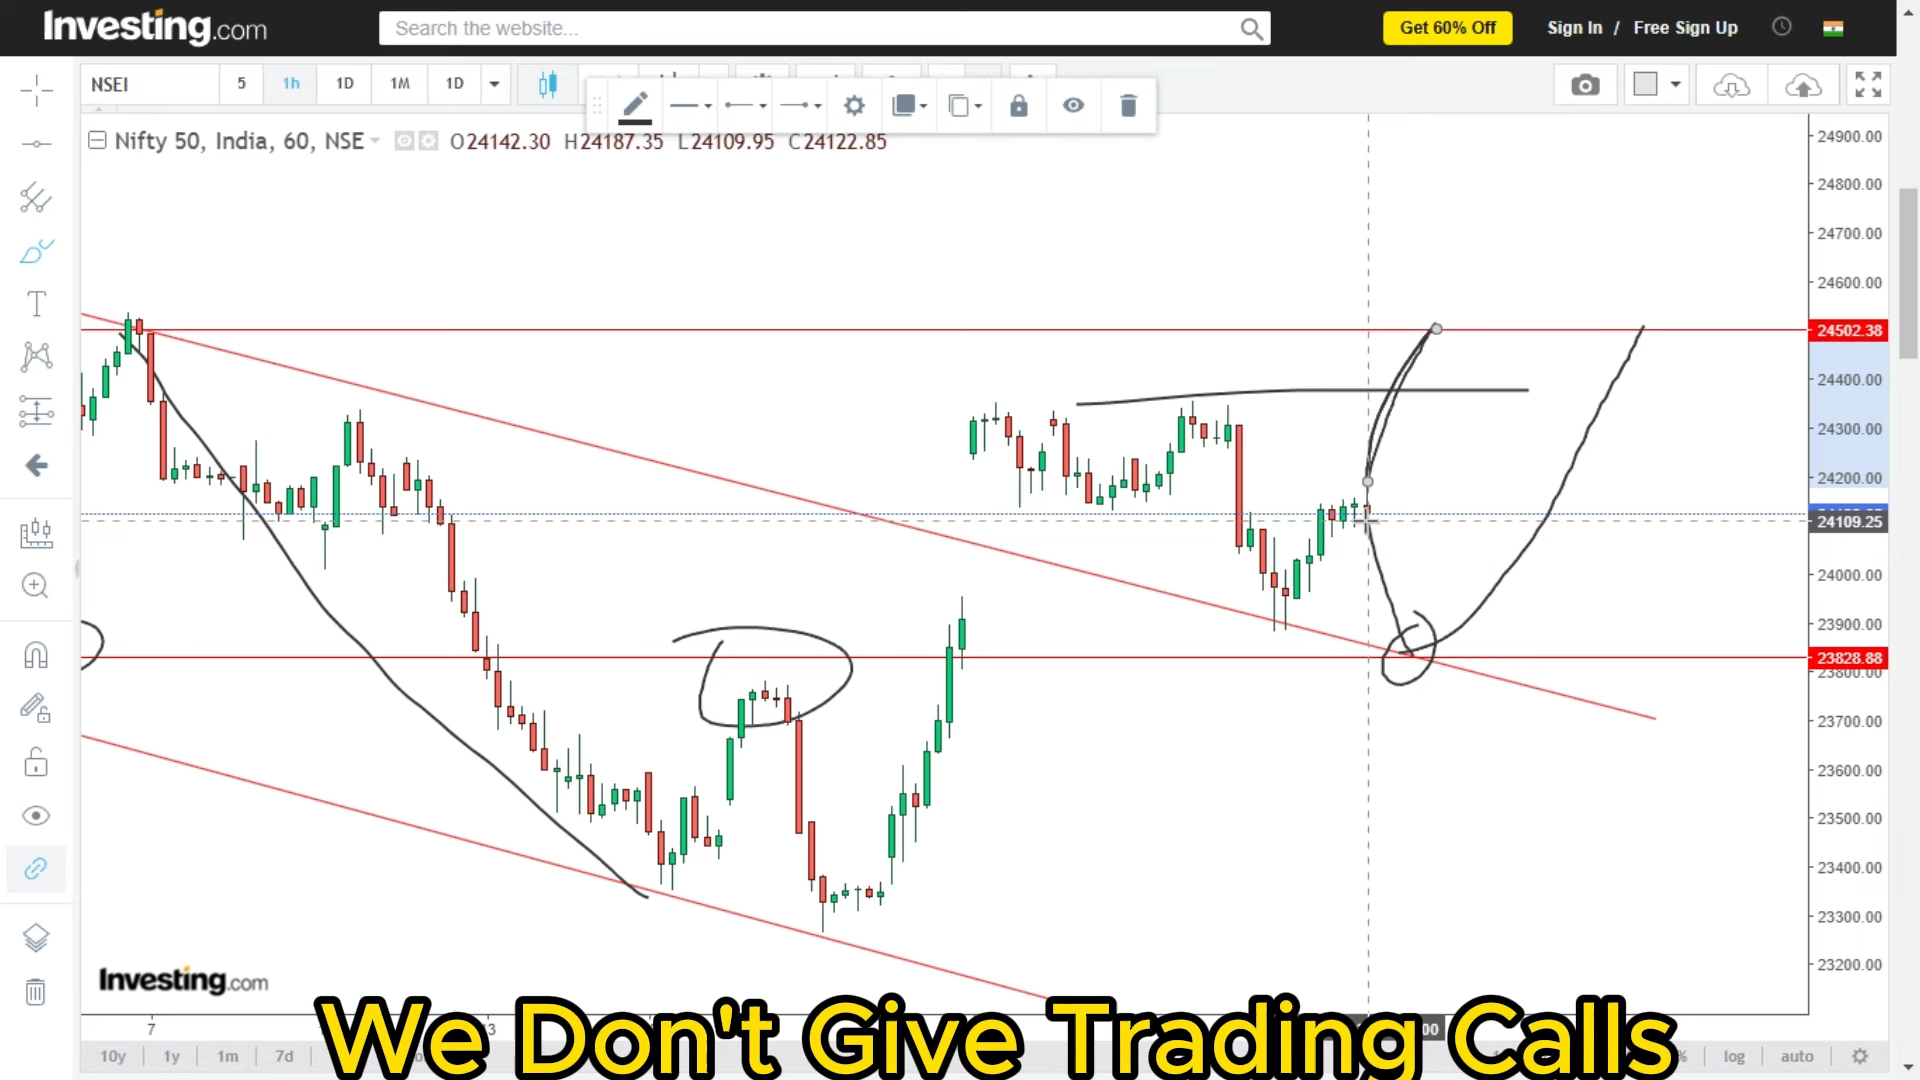 Investing.com
Search the website...
Get 60% Off
Sign In / Free Sign Up
NSEI 5 1h 1D 1M 1D
Nifty 50, India, 60, NSE O24142.30 H24187.35 L24109.95 C24122.85
24900.00
24800.00
24700.00
24600.00
24502.38
24400.00
24300.00
24200.00
24109.25
24000.00
23900.00
23828.88
23800.00
23700.00
23600.00
23500.00
23400.00
23300.00
23200.00
Investing.com
7 13 :00
We Don't Give Trading Calls
10y 1y 1m 7d % log auto